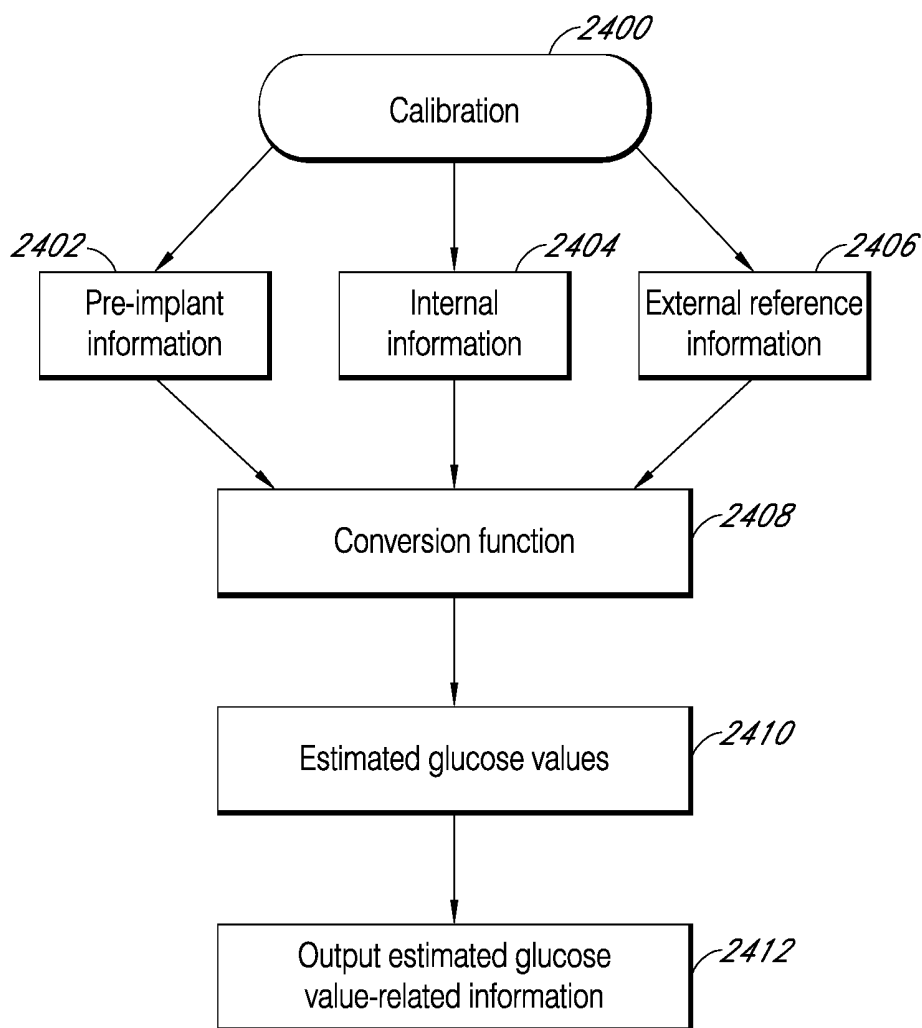 2400
Calibration
2402
2404
2406
Pre-implant
information
Internal
information
External reference
information
Conversion function
2408
Estimated glucose values
2410
Output estimated glucose
value-related information
2412